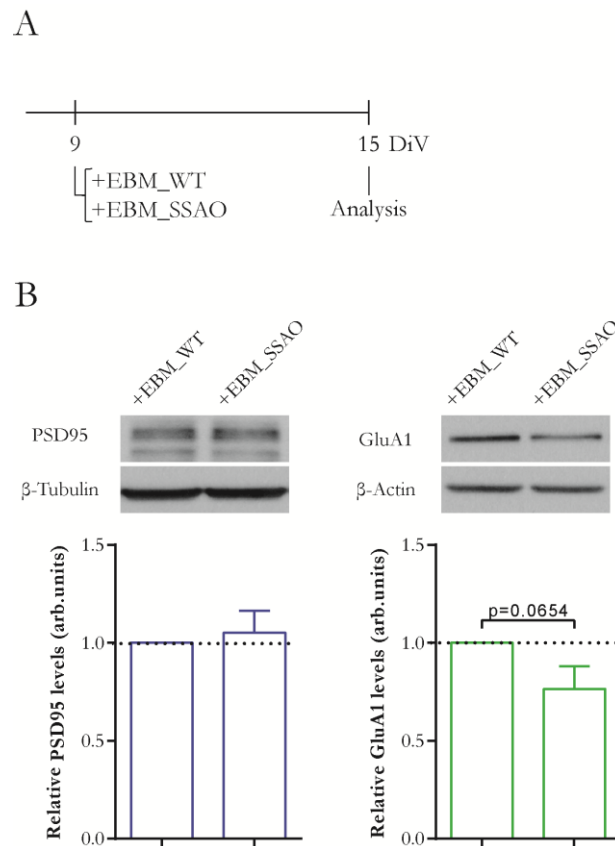 A
9
15 DiV
+EBM_WT
+EBM_SSAO
Analysis
B
+EBM_WT
+EBM_SSAO
PSD95
β-Tubulin
Relative PSD95 levels (arb.units)
1.5
1.0
0.5
0.0
+EBM_WT
+EBM_SSAO
GluA1
β-Actin
Relative GluA1 levels (arb.units)
1.5
1.0
0.5
0.0
p=0.0654